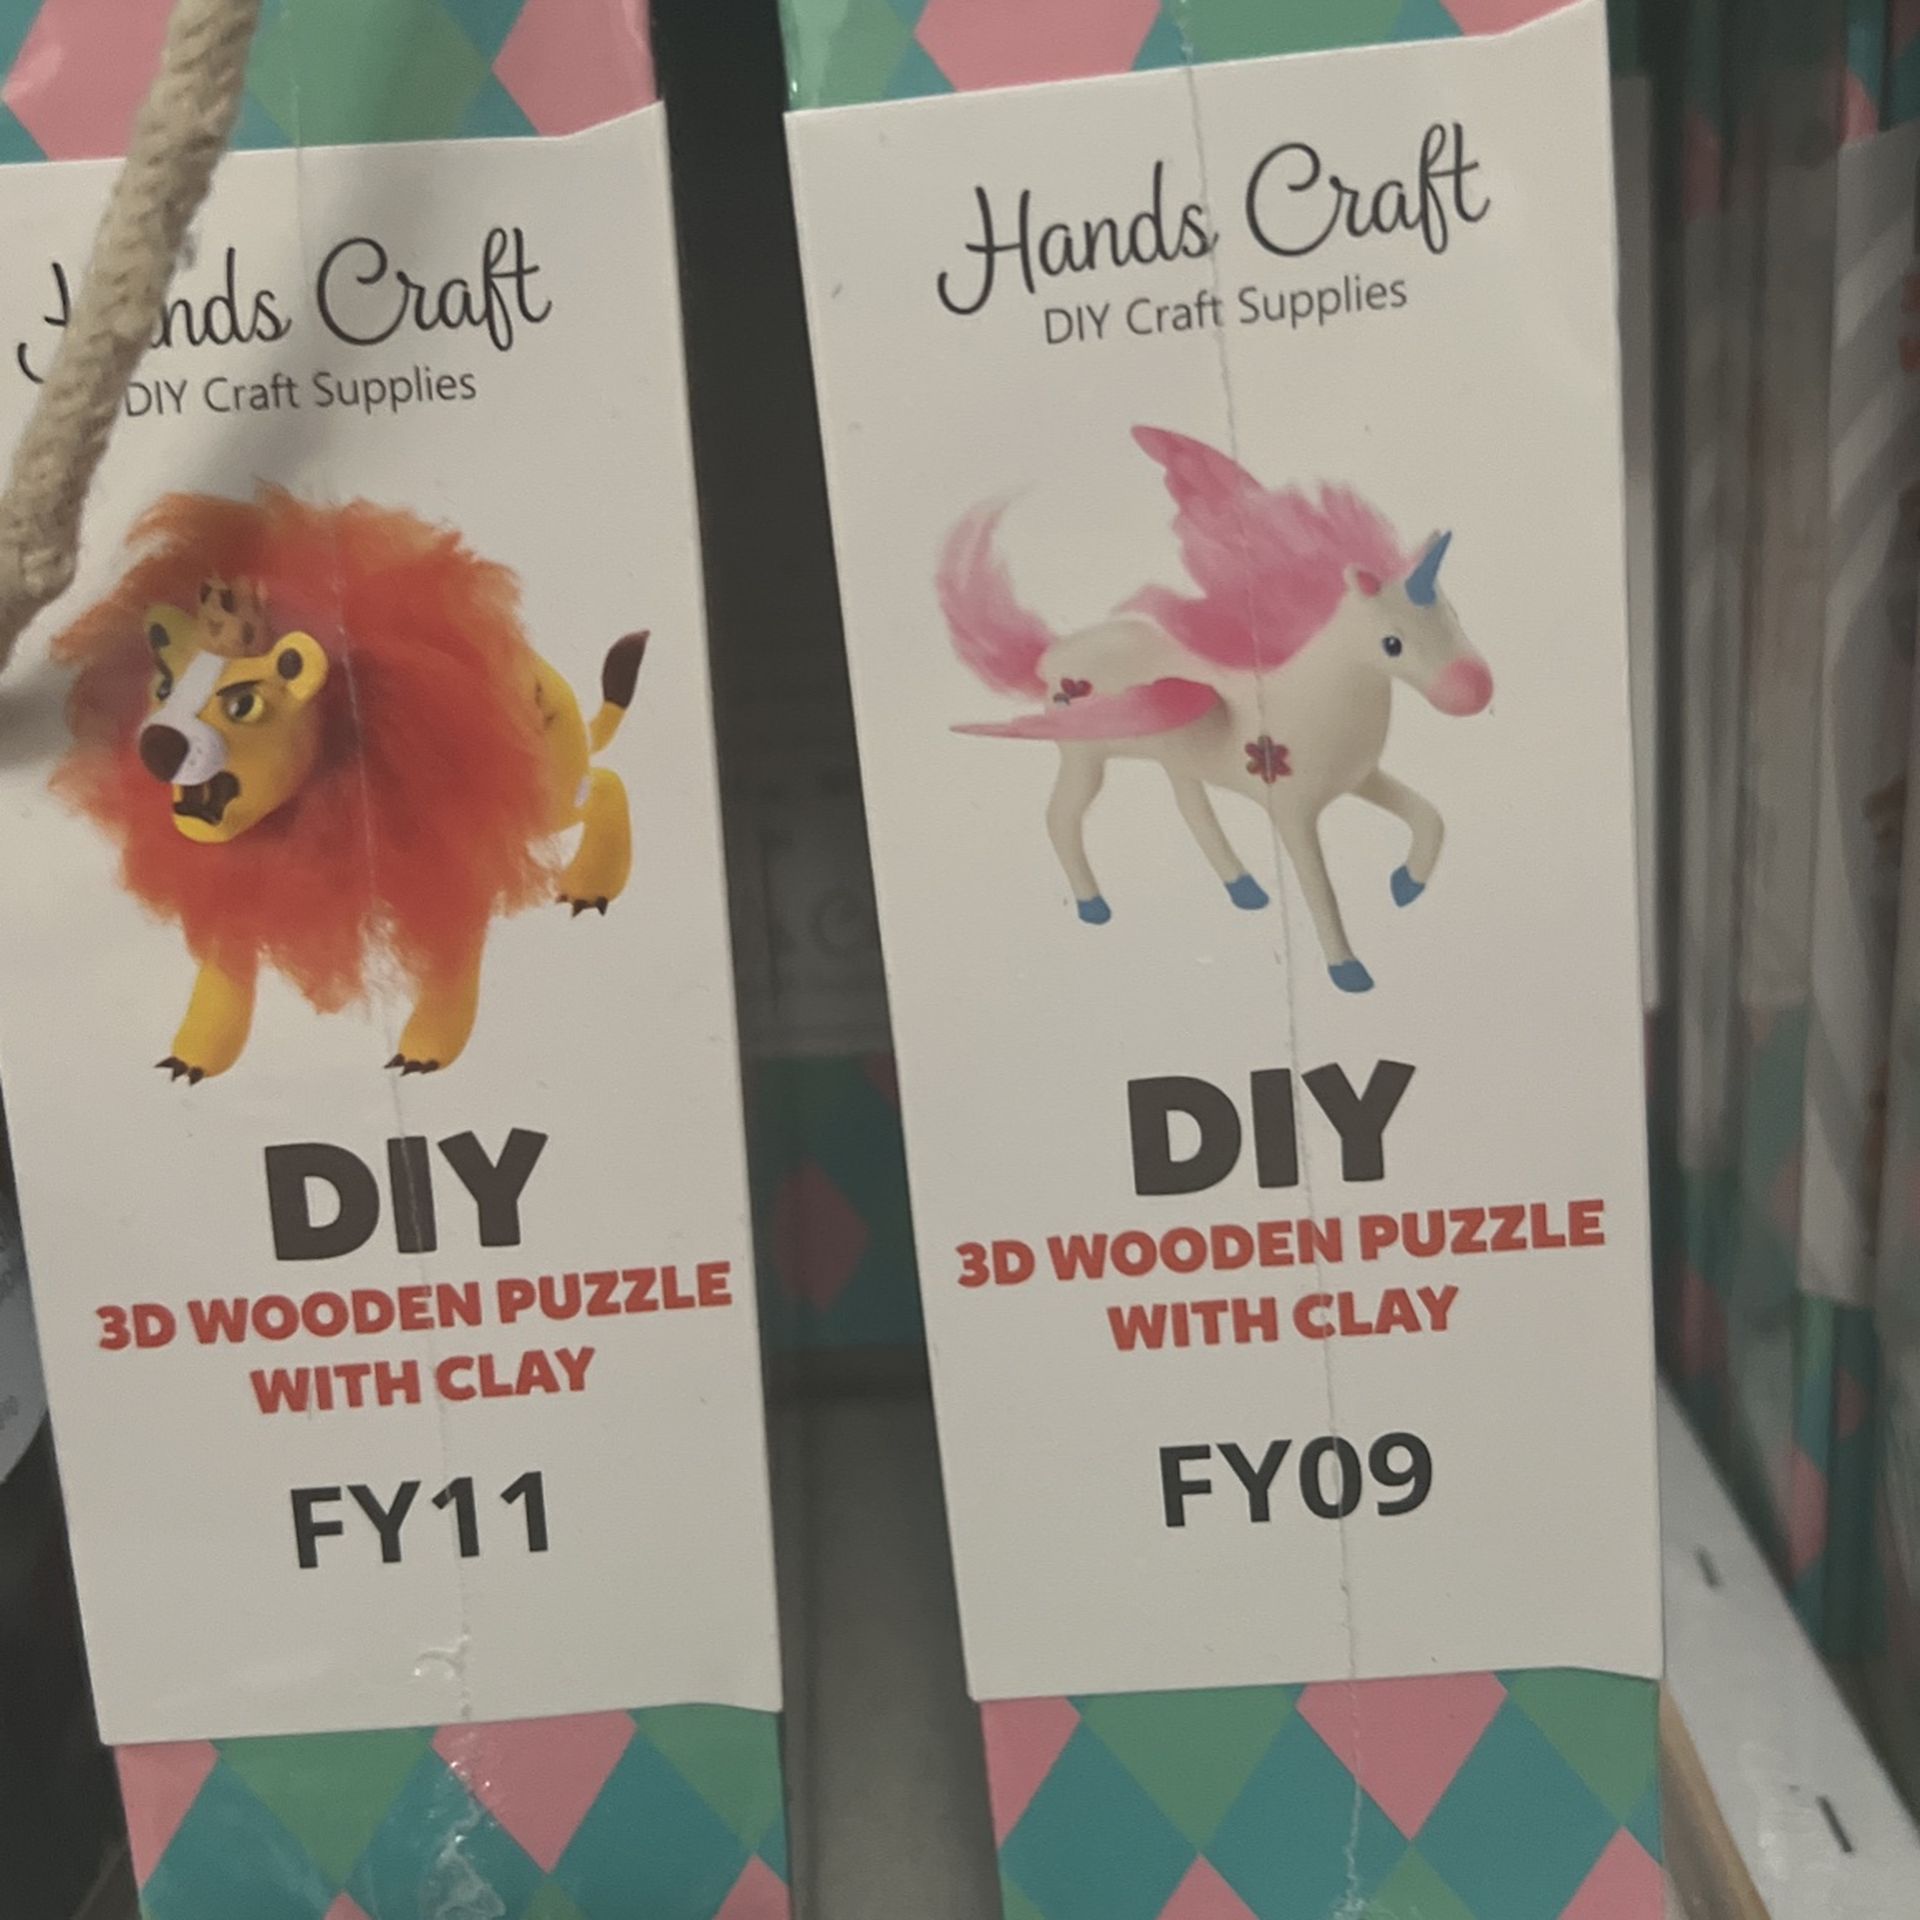 Hands Craft
DIY Craft Supplies
DIY
3D WOODEN PUZZLE
WITH CLAY
FY11
Hands Craft
DIY Craft Supplies
DIY
3D WOODEN PUZZLE
WITH CLAY
FY09